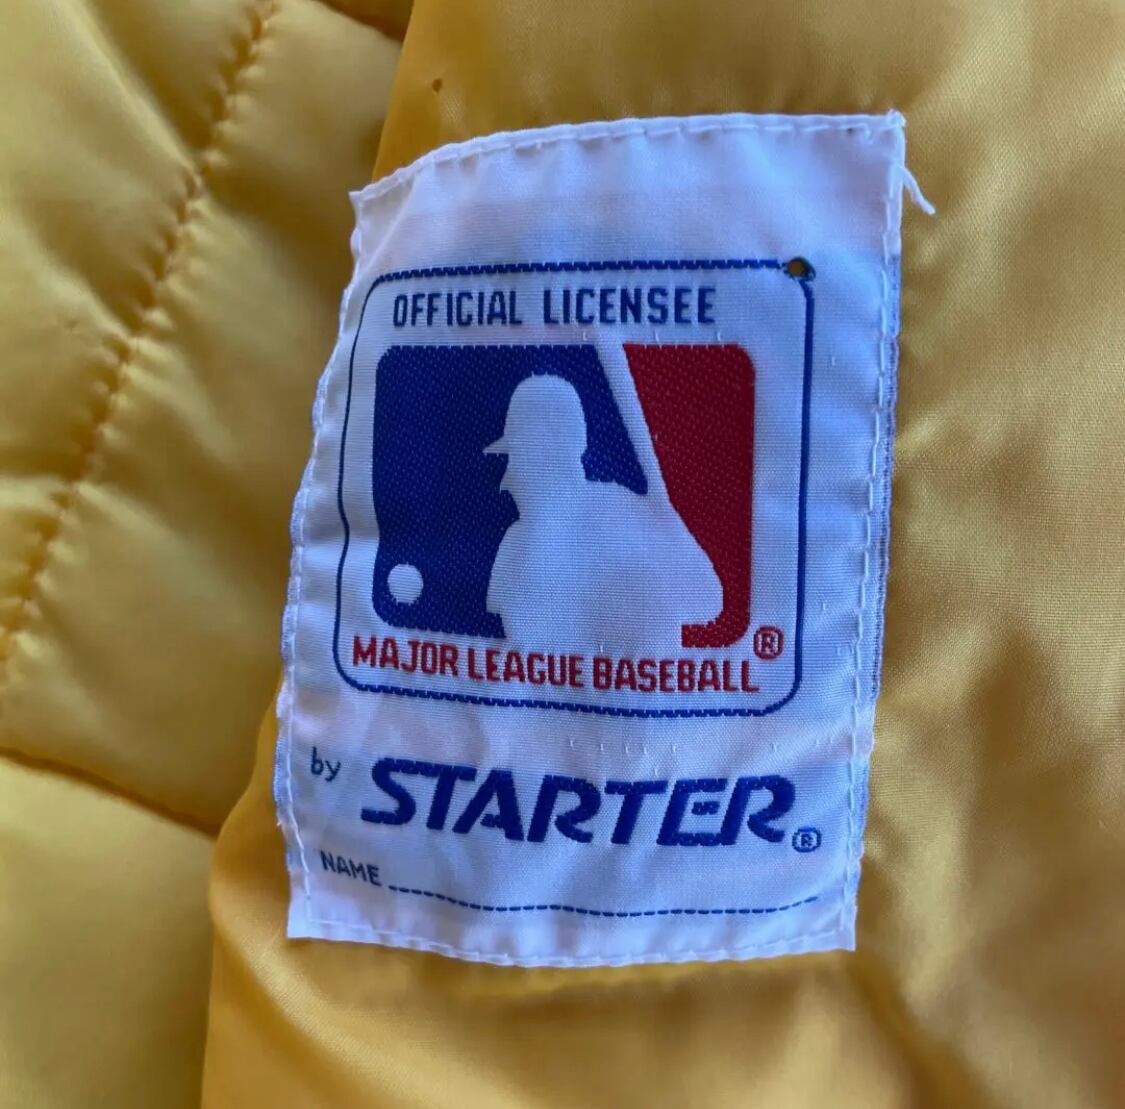 OFFICIAL LICENSEE
MAJOR LEAGUE BASEBALL®
by STARTER®
NAME